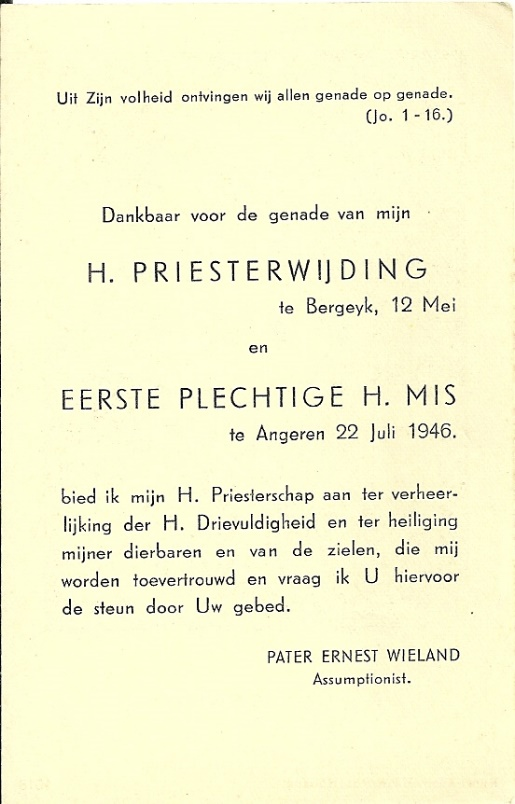 Uit Zijn volheid ontvingen wij allen genade op genade.
(Jo. 1-16.)
Dankbaar voor de genade van mijn
H. PRIESTERWIJDING
te Bergeyk, 12 Mei
en
EERSTE PLECHTIGE H. MIS
te Angeren 22 Juli 1946.
bied ik mijn H. Priesterschap aan ter verheer-
lijking der H. Drievuldigheid en ter heiliging
mijner dierbaren en van de zielen, die mij
worden toevertrouwd en vraag ik U hiervoor
de steun door Uw gebed.
PATER ERNEST WIELAND
Assumptionist.